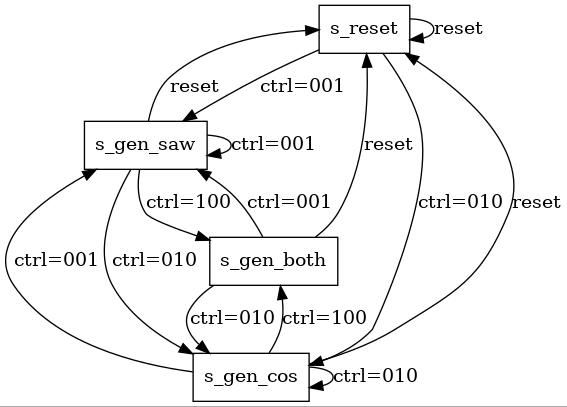 s_reset
reset
reset
ctrl=001
s_gen_saw
ctrl=001
reset
ctrl=100
ctrl=001
ctrl=010
reset
ctrl=001
ctrl=010
s_gen_both
ctrl=010
ctrl=100
s_gen_cos
ctrl=010